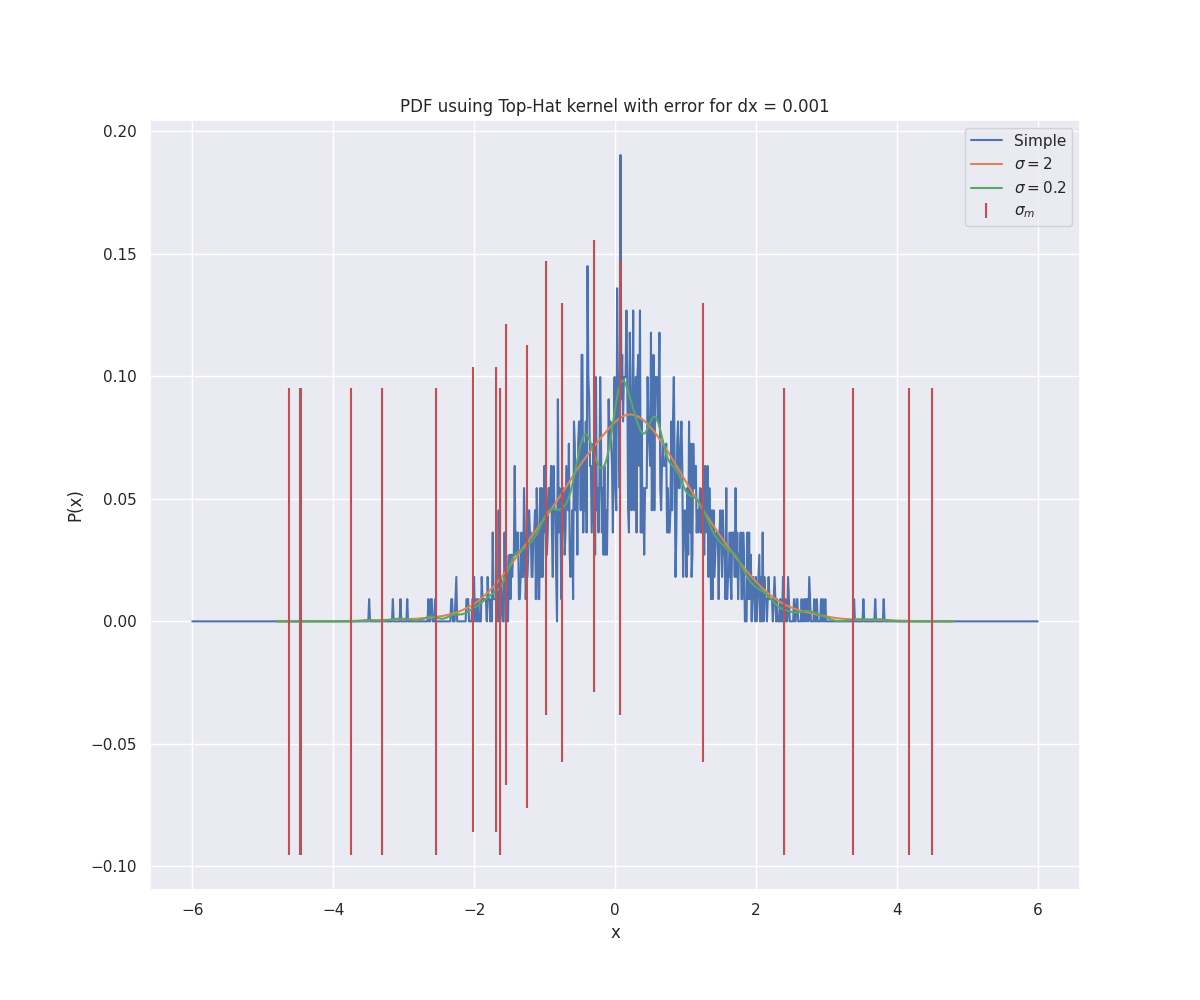 PDF usuing Top-Hat kernel with error for dx = 0.001
Simple
σ = 2
σ = 0.2
σm
P(x)
0.20
0.15
0.10
0.05
0.00
−0.05
−0.10
−6
−4
−2
0
2
4
6
x